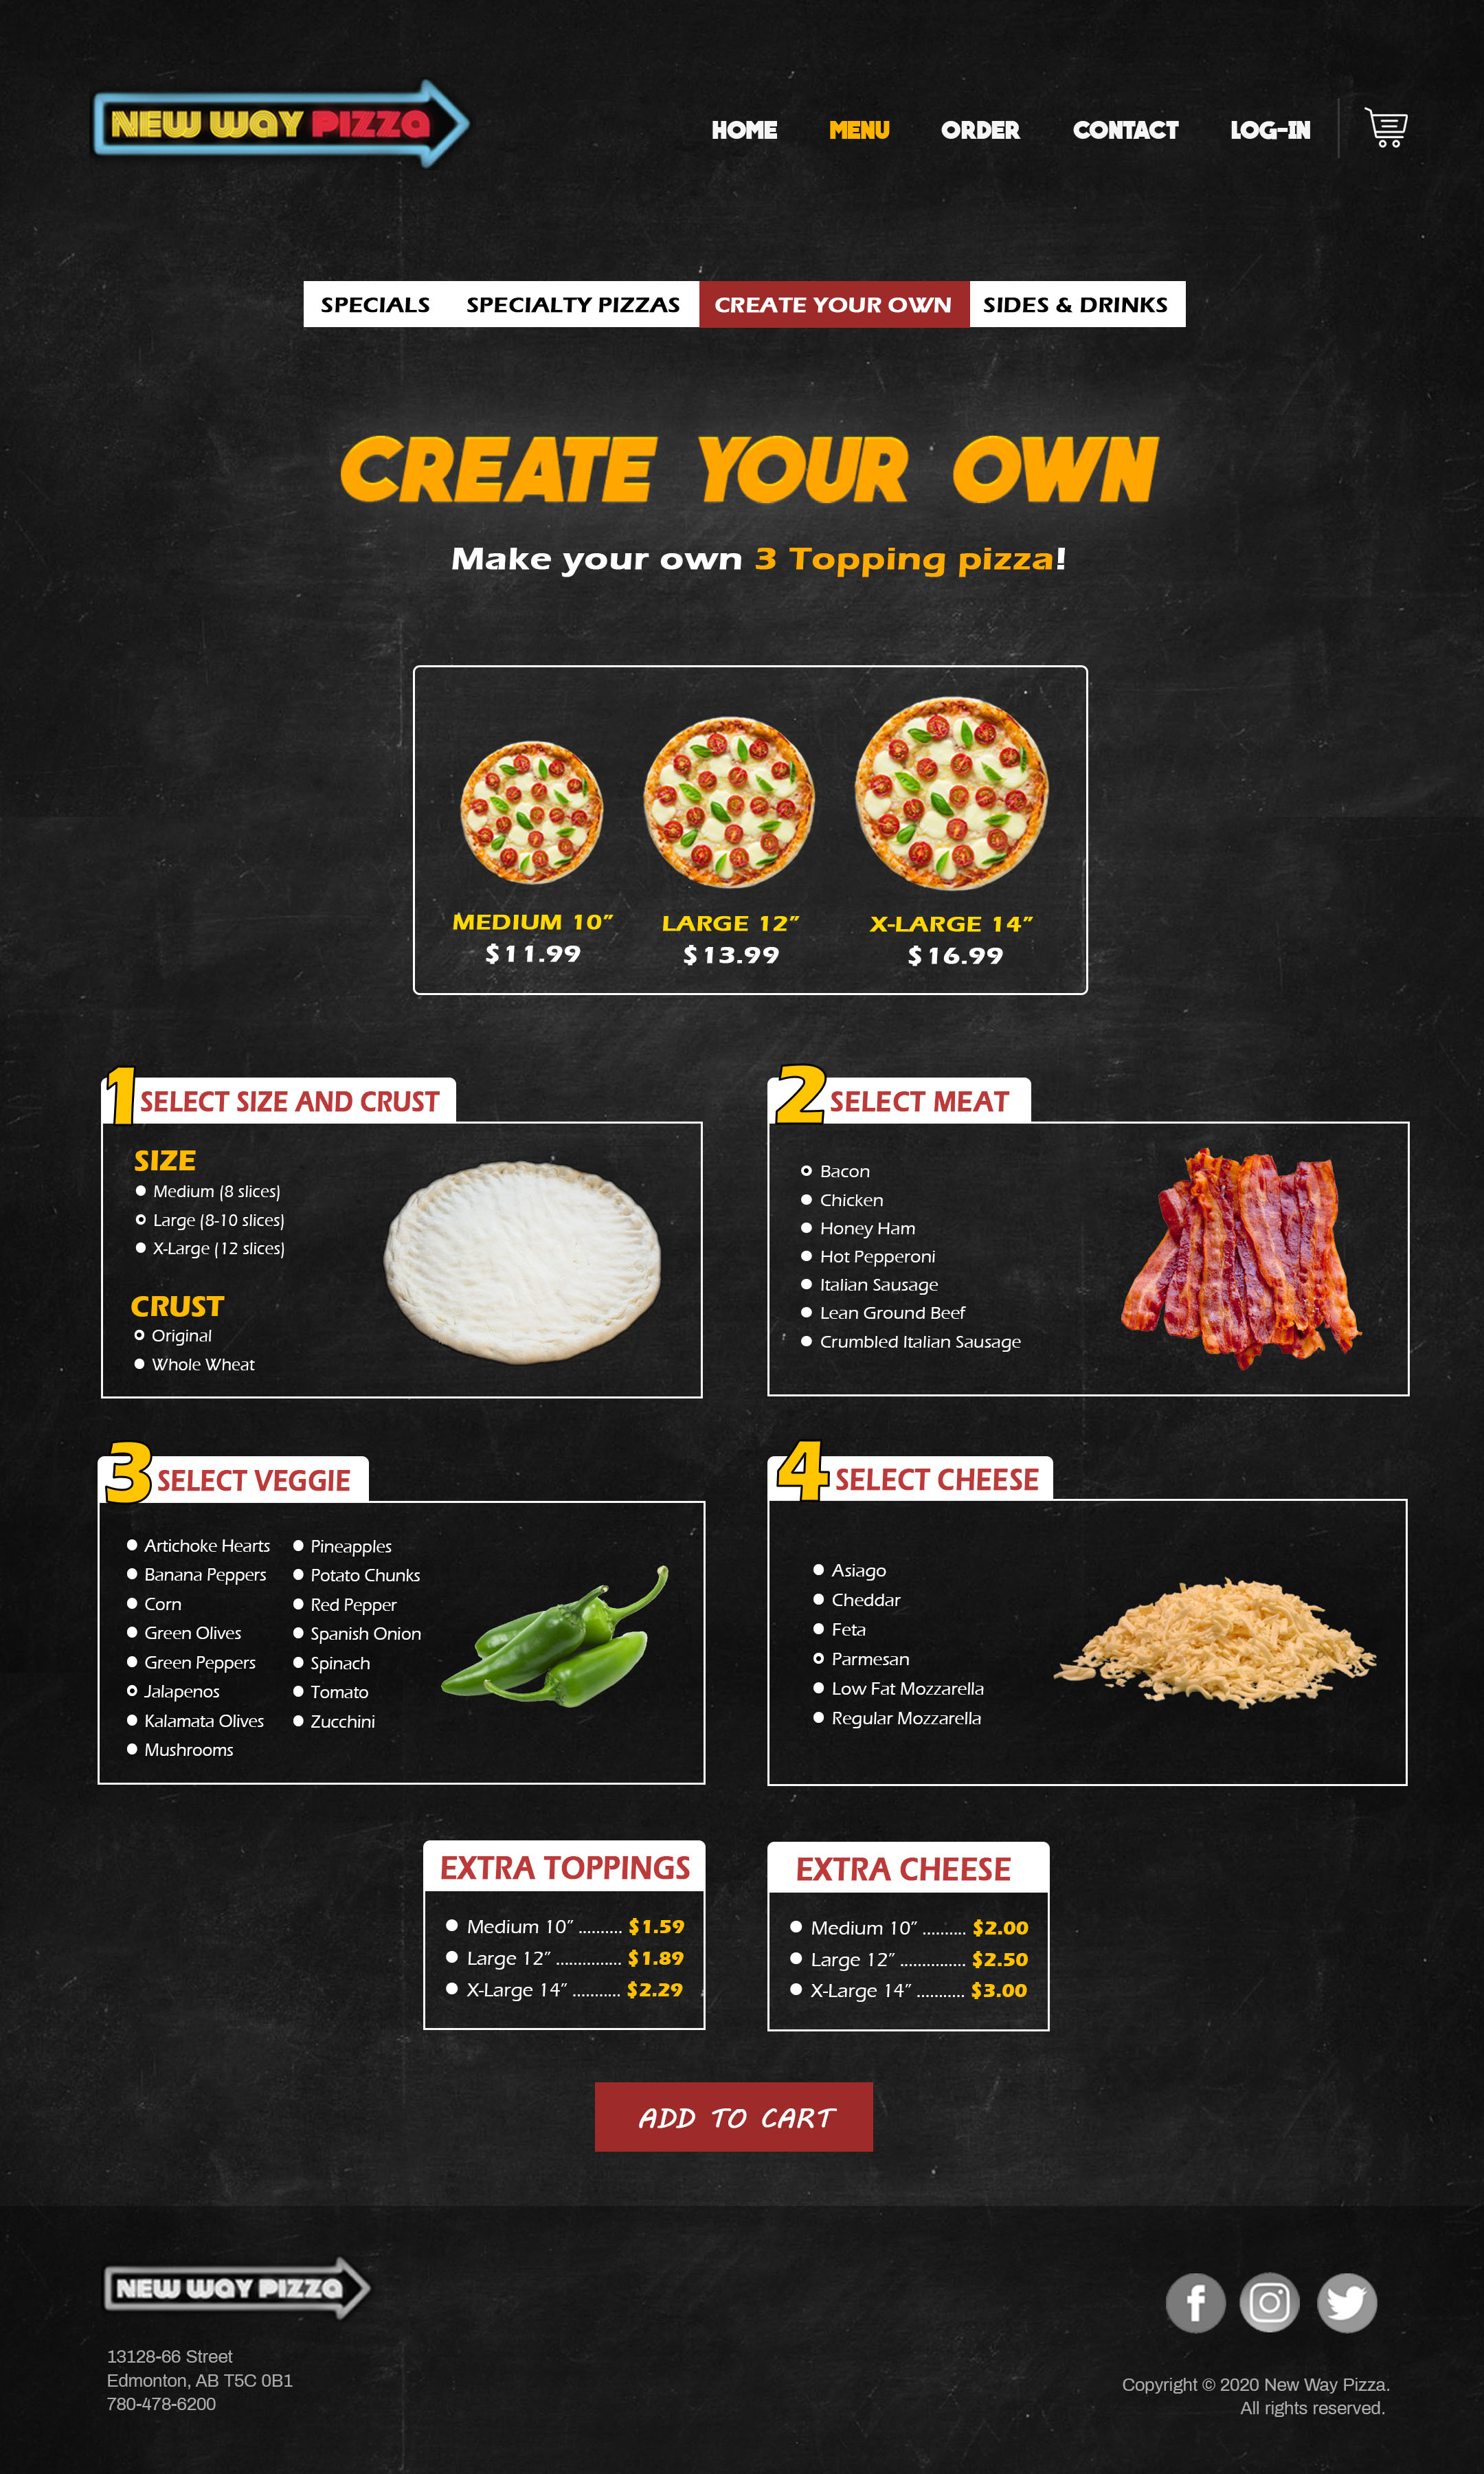 NEW WAY PIZZA
HOME MENU ORDER CONTACT LOG-IN
SPECIALS SPECIALTY PIZZAS CREATE YOUR OWN SIDES & DRINKS
CREATE YOUR OWN
Make your own 3 Topping pizza!
MEDIUM 10” LARGE 12” X-LARGE 14”
$11.99 $13.99 $16.99
1 SELECT SIZE AND CRUST
SIZE
Medium (8 slices)
Large (8-10 slices)
X-Large (12 slices)
CRUST
Original
Whole Wheat
2 SELECT MEAT
Bacon
Chicken
Honey Ham
Hot Pepperoni
Italian Sausage
Lean Ground Beef
Crumbled Italian Sausage
3 SELECT VEGGIE
Artichoke Hearts
Banana Peppers
Corn
Green Olives
Green Peppers
Jalapenos
Kalamata Olives
Mushrooms
Pineapples
Potato Chunks
Red Pepper
Spanish Onion
Spinach
Tomato
Zucchini
4 SELECT CHEESE
Asiago
Cheddar
Feta
Parmesan
Low Fat Mozzarella
Regular Mozzarella
EXTRA TOPPINGS
Medium 10” .......... $1.59
Large 12” ............... $1.89
X-Large 14” ........... $2.29
EXTRA CHEESE
Medium 10” .......... $2.00
Large 12” ............... $2.50
X-Large 14” ........... $3.00
ADD TO CART
NEW WAY PIZZA
13128-66 Street
Edmonton, AB T5C 0B1
780-478-6200
Copyright © 2020 New Way Pizza.
All rights reserved.